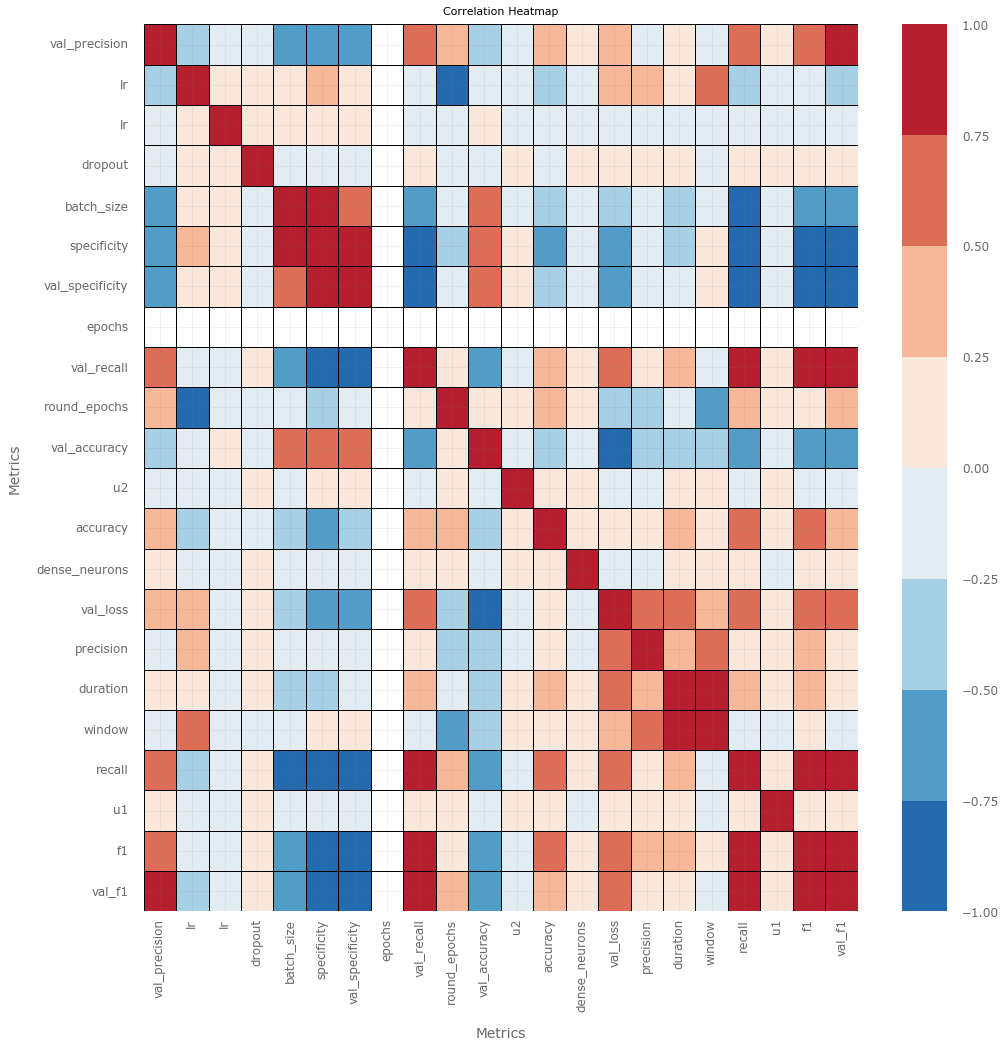 Correlation Heatmap
Metrics
val_precision
lr
lr
dropout
batch_size
specificity
val_specificity
epochs
val_recall
round_epochs
val_accuracy
u2
accuracy
dense_neurons
val_loss
precision
duration
window
recall
u1
f1
val_f1
val_precision
lr
lr
dropout
batch_size
specificity
val_specificity
epochs
val_recall
round_epochs
val_accuracy
u2
accuracy
dense_neurons
val_loss
precision
duration
window
recall
u1
f1
val_f1
Metrics
1.00
0.75
0.50
0.25
0.00
−0.25
−0.50
−0.75
−1.00